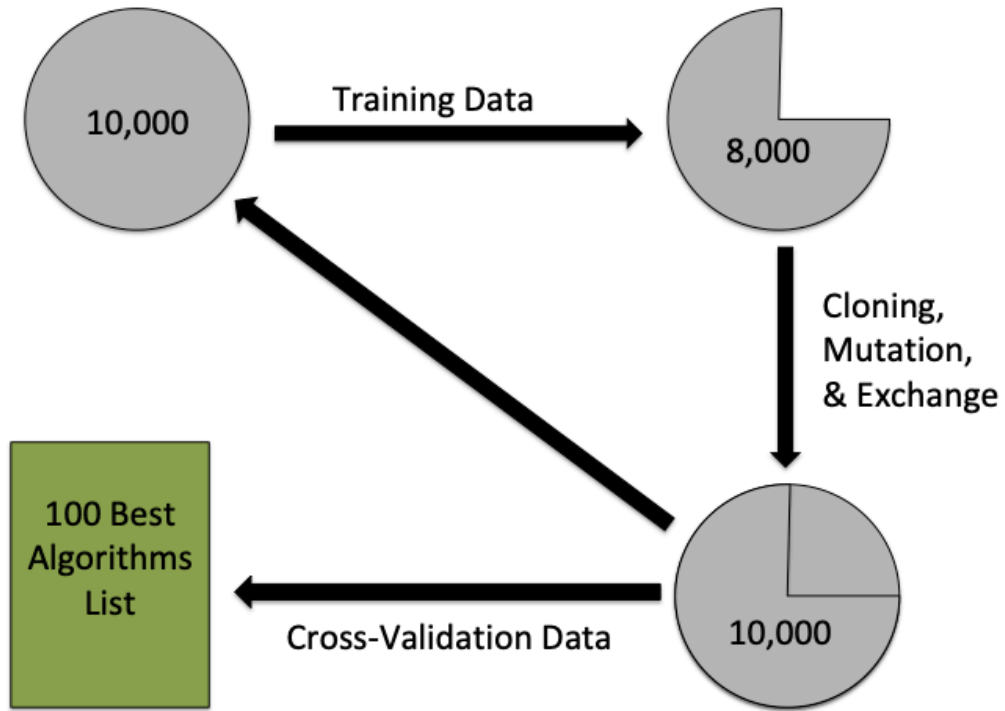 10,000
Training Data
8,000
Cloning,
Mutation,
& Exchange
100 Best
Algorithms
List
Cross-Validation Data
10,000